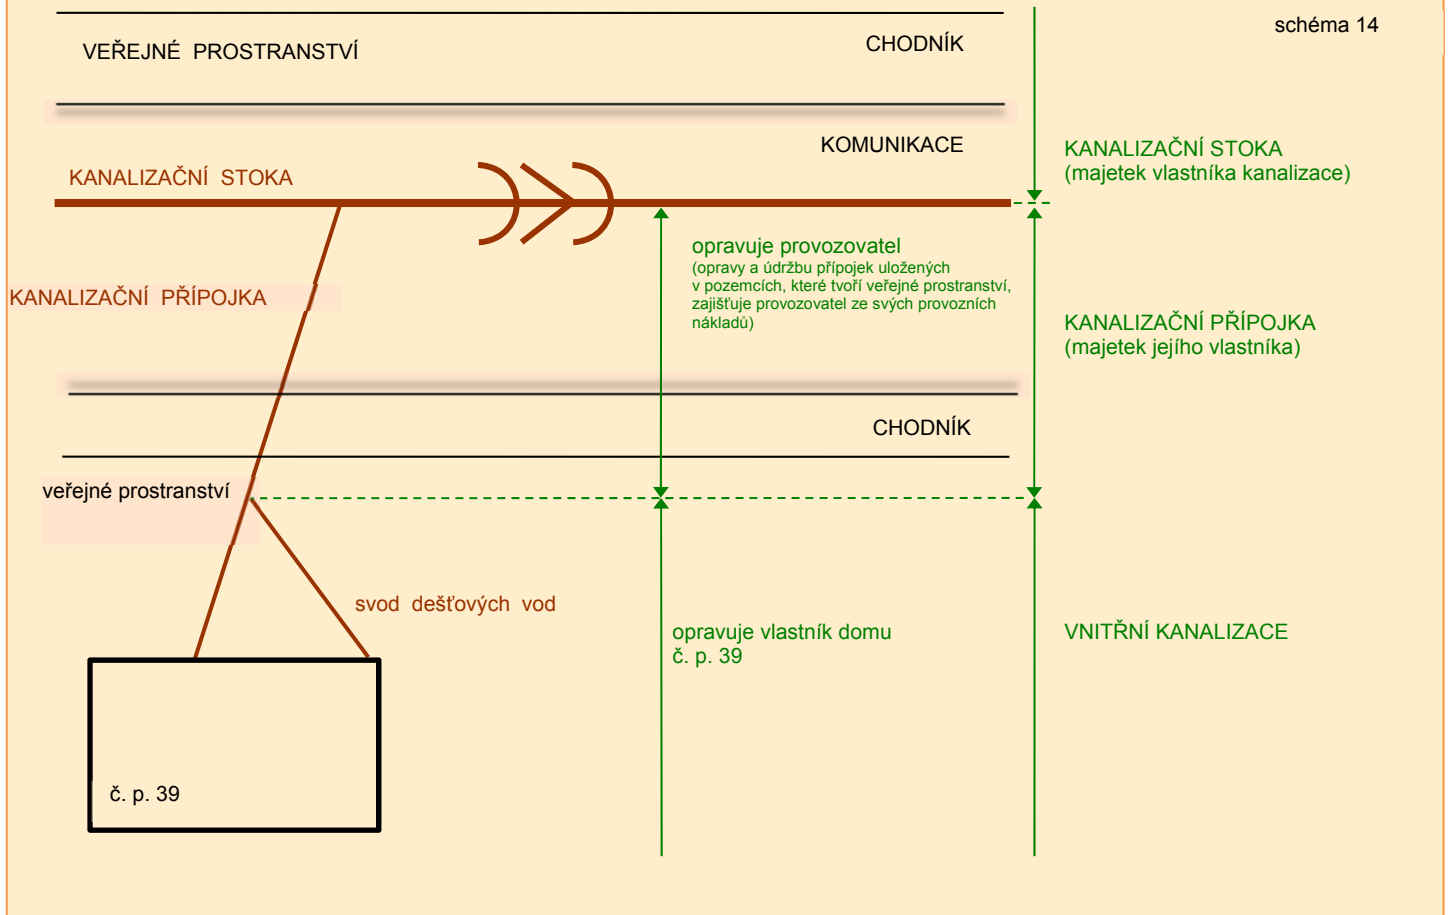 schéma 14
VEŘEJNÉ PROSTRANSTVÍ
CHODNÍK
KOMUNIKACE
KANALIZAČNÍ STOKA
KANALIZAČNÍ STOKA
(majetek vlastníka kanalizace)
opravuje provozovatel
(opravy a údržbu přípojek uložených
v pozemcích, které tvoří veřejné prostranství,
zajišťuje provozovatel ze svých provozních
nákladů)
KANALIZAČNÍ PŘÍPOJKA
KANALIZAČNÍ PŘÍPOJKA
(majetek jejího vlastníka)
CHODNÍK
veřejné prostranství
svod dešťových vod
opravuje vlastník domu
č. p. 39
VNITŘNÍ KANALIZACE
č. p. 39